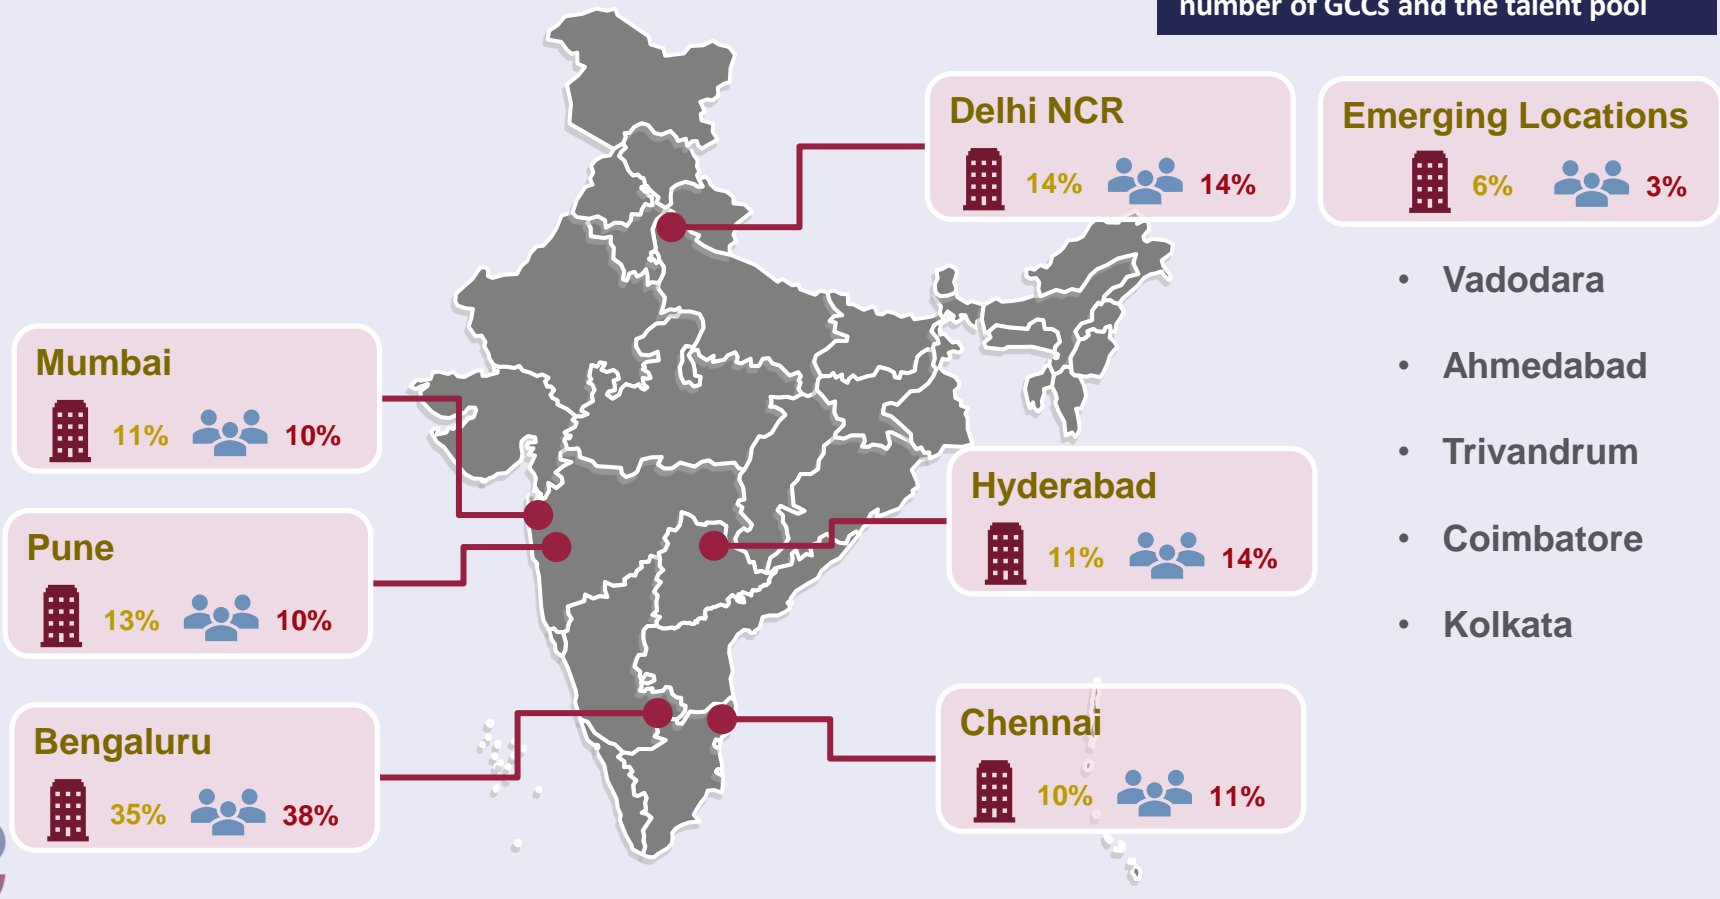 number of GCCs and the talent pool
Delhi NCR
14% 14%
Emerging Locations
6% 3%
• Vadodara
• Ahmedabad
• Trivandrum
• Coimbatore
• Kolkata
Mumbai
11% 10%
Pune
13% 10%
Hyderabad
11% 14%
Bengaluru
35% 38%
Chennai
10% 11%